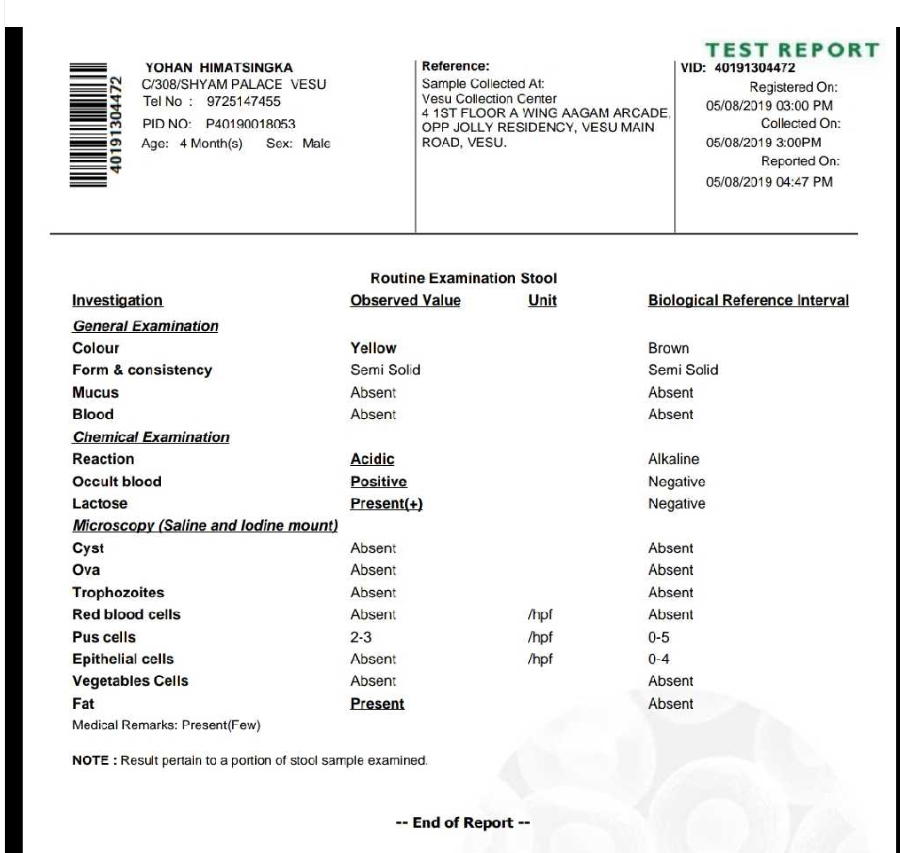 TEST REPORT
40191304472
YOHAN HIMATSINGKA
C/308/SHYAM PALACE VESU
Tel No : 9725147455
PID NO: P40190018053
Age: 4 Month(s) Sex: Male
Reference:
Sample Collected At:
Vesu Collection Center
4 1ST FLOOR A WING AAGAM ARCADE,
OPP JOLLY RESIDENCY, VESU MAIN
ROAD, VESU.
VID: 40191304472
Registered On:
05/08/2019 03:00 PM
Collected On:
05/08/2019 3:00PM
Reported On:
05/08/2019 04:47 PM
Routine Examination Stool
Investigation Observed Value Unit Biological Reference Interval
General Examination
Colour Yellow Brown
Form & consistency Semi Solid Semi Solid
Mucus Absent Absent
Blood Absent Absent
Chemical Examination
Reaction Acidic Alkaline
Occult blood Positive Negative
Lactose Present(+) Negative
Microscopy (Saline and Iodine mount)
Cyst Absent Absent
Ova Absent Absent
Trophozoites Absent Absent
Red blood cells Absent /hpf Absent
Pus cells 2-3 /hpf 0-5
Epithelial cells Absent /hpf 0-4
Vegetables Cells Absent Absent
Fat Present Absent
Medical Remarks: Present(Few)
NOTE : Result pertain to a portion of stool sample examined.
-- End of Report --